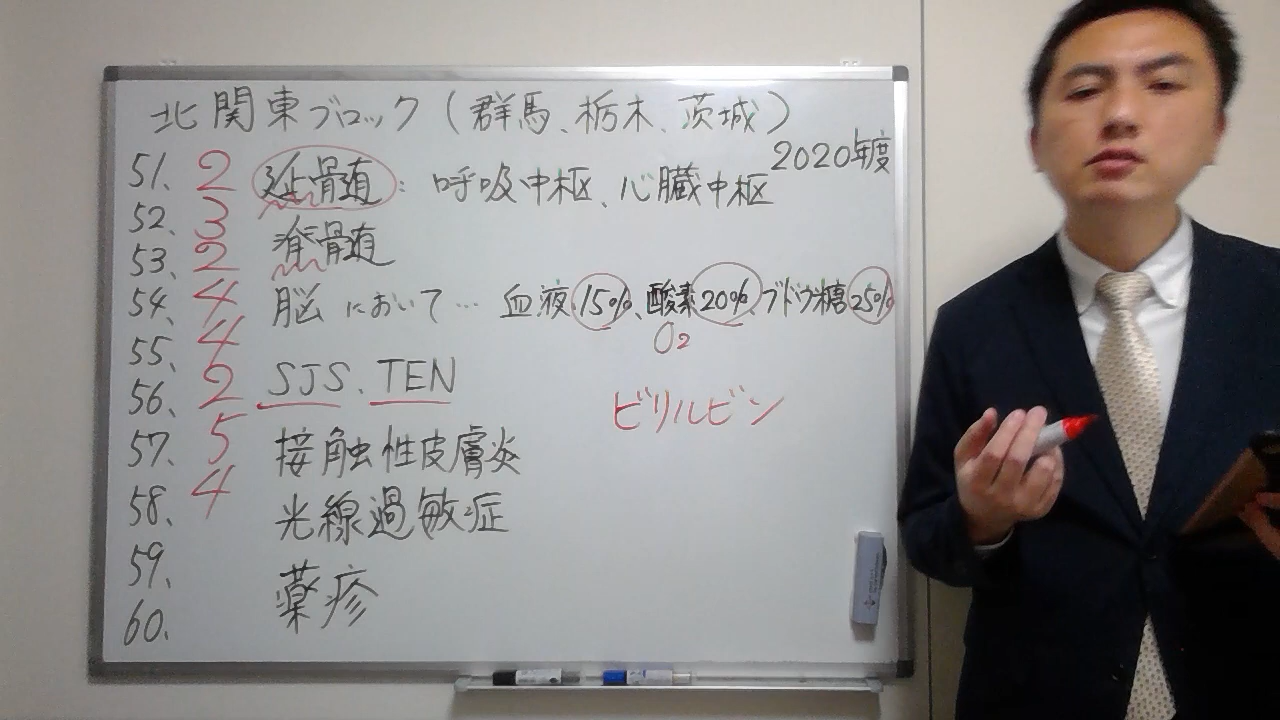 北関東ブロック（群馬、栃木、茨城）
2020年度
51. 2 延髄：呼吸中枢、心臓中枢
52. 3
53. 2 脊髄
54. 4 脳において… 血液15%、酸素20%、ブドウ糖25%
O₂
55. 4
56. 2 SJS、TEN
ビリルビン
57. 5 接触性皮膚炎
58. 4 光線過敏症
59.
薬疹
60.